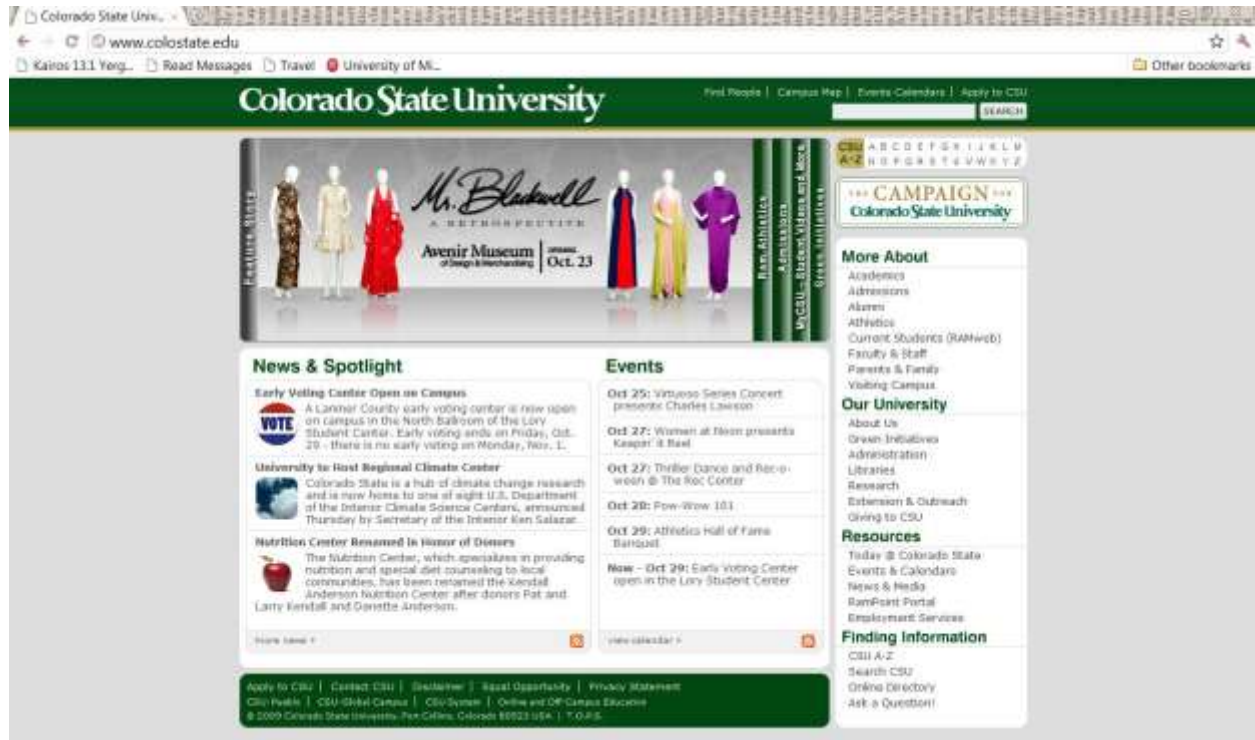 Colorado State Univ...
www.colostate.edu
Kairos 13.1 Yerg... Read Messages Travel University of Mi... Other bookmarks
Colorado State University
Find People | Campus Map | Events Calendars | Apply to CSU
SEARCH
Feature Story
Mr. Blackwell
A RETROSPECTIVE
Avenir Museum
of Design & Merchandising
OPENING
Oct. 23
Ram Athletics
Admissions
MyCSU - Student Videos and More
Green Initiatives
CSU A B C D E F G H I J K L M
A-Z N O P Q R S T U V W X Y Z
THE CAMPAIGN FOR
Colorado State University
News & Spotlight
Early Voting Center Open on Campus
VOTE
A Larimer County early voting center is now open
on campus in the North Ballroom of the Lory
Student Center. Early voting ends on Friday, Oct.
29 - there is no early voting on Monday, Nov. 1.
University to Host Regional Climate Center
Colorado State is a hub of climate change research
and is now home to one of eight U.S. Department
of the Interior Climate Science Centers, announced
Thursday by Secretary of the Interior Ken Salazar.
Nutrition Center Renamed in Honor of Donors
The Nutrition Center, which specializes in providing
nutrition and special diet counseling to local
communities, has been renamed the Kendall
Anderson Nutrition Center after donors Pat and
Larry Kendall and Danette Anderson.
more news »
Events
Oct 25: Virtuoso Series Concert
presents Charles Lawson
Oct 27: Women at Noon presents
Keepin' it Reel
Oct 27: Thriller Dance and Rec-o-
ween @ The Rec Center
Oct 28: Pow-Wow 101
Oct 29: Athletics Hall of Fame
Banquet
Now - Oct 29: Early Voting Center
open in the Lory Student Center
view calendar »
More About
Academics
Admissions
Alumni
Athletics
Current Students (RAMweb)
Faculty & Staff
Parents & Family
Visiting Campus
Our University
About Us
Green Initiatives
Administration
Libraries
Research
Extension & Outreach
Giving to CSU
Resources
Today @ Colorado State
Events & Calendars
News & Media
RamPoint Portal
Employment Services
Finding Information
CSU A-Z
Search CSU
Online Directory
Ask a Question!
Apply to CSU | Contact CSU | Disclaimer | Equal Opportunity | Privacy Statement
CSU-Pueblo | CSU-Global Campus | CSU System | Online and Off-Campus Education
© 2009 Colorado State University, Fort Collins, Colorado 80523 USA | T.O.P.S.